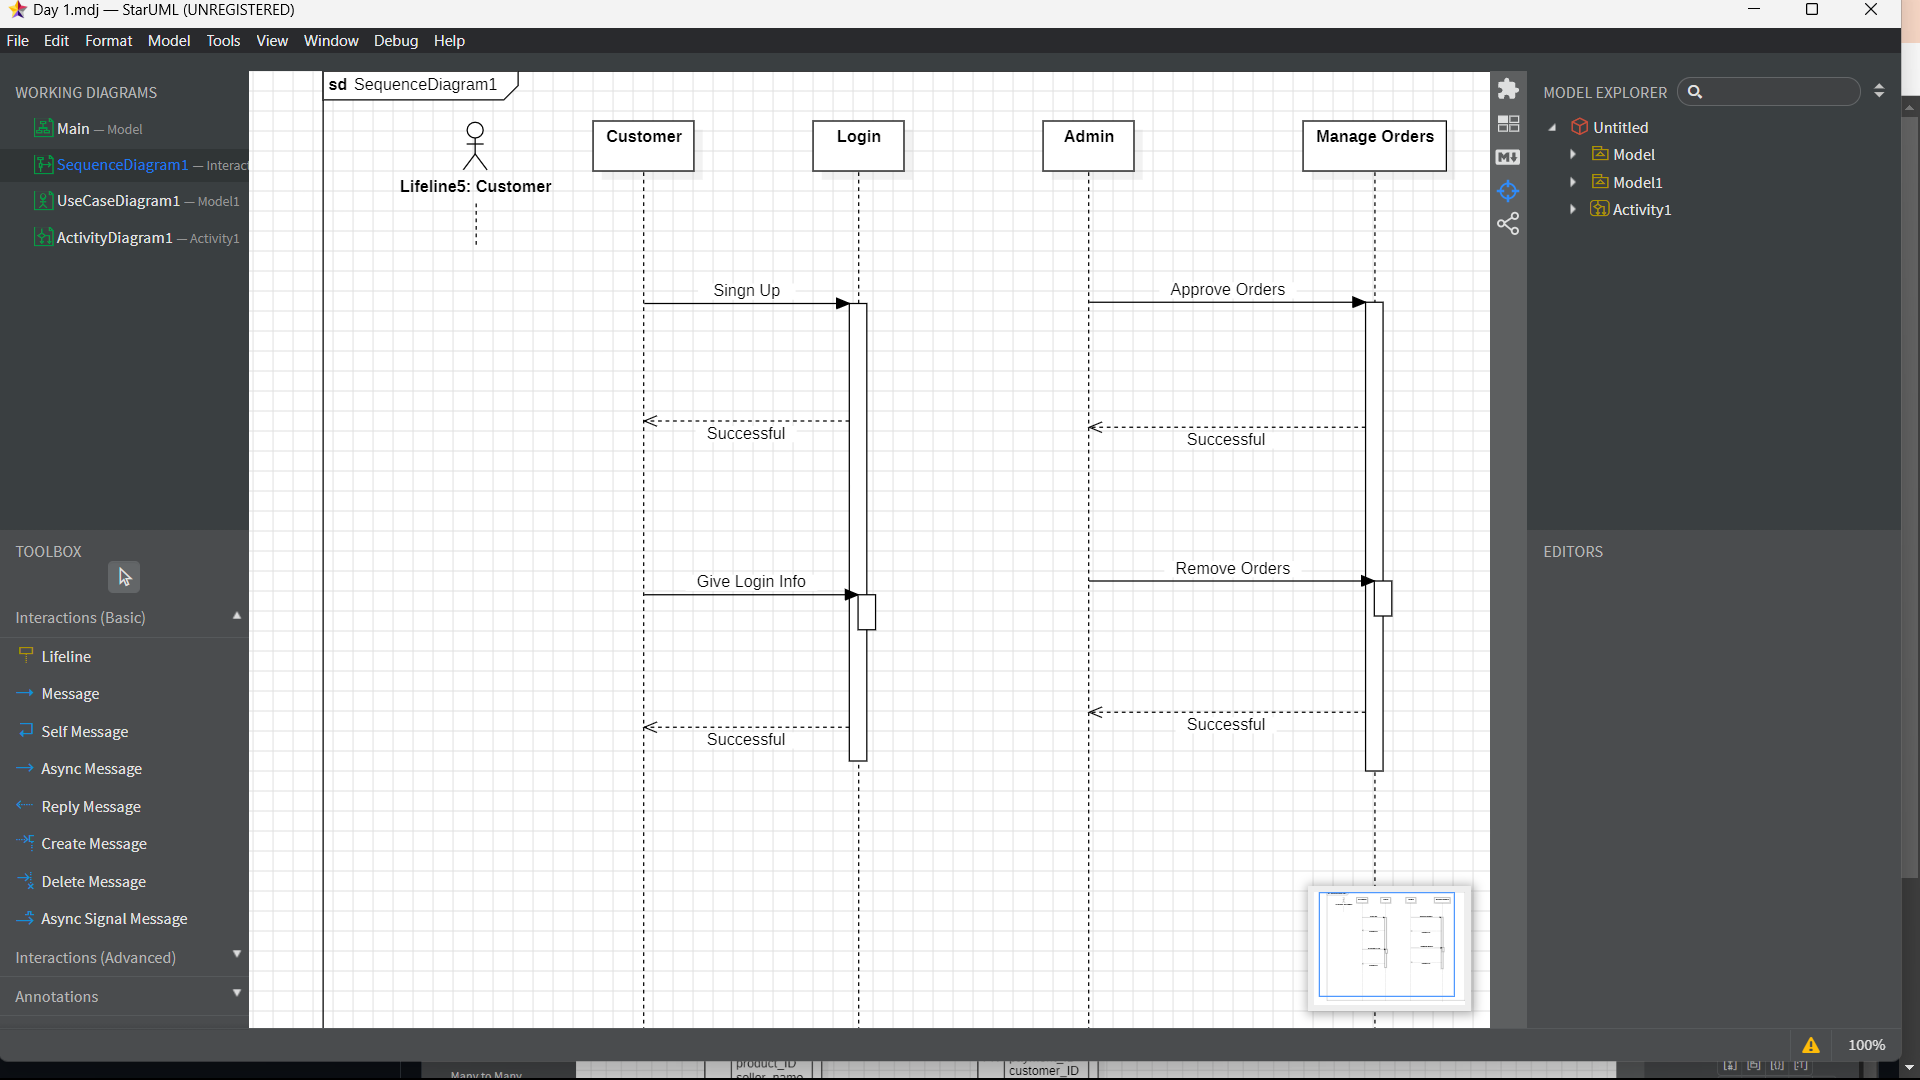 Day 1.mdj — StarUML (UNREGISTERED)
File Edit Format Model Tools View Window Debug Help
WORKING DIAGRAMS
Main — Model
SequenceDiagram1 — Interact
UseCaseDiagram1 — Model1
ActivityDiagram1 — Activity1
TOOLBOX
Interactions (Basic)
Lifeline
Message
Self Message
Async Message
Reply Message
Create Message
Delete Message
Async Signal Message
Interactions (Advanced)
Annotations
sd SequenceDiagram1
Lifeline5: Customer
Customer
Login
Admin
Manage Orders
Singn Up
Approve Orders
Successful
Successful
Give Login Info
Remove Orders
Successful
Successful
MODEL EXPLORER
Untitled
Model
Model1
Activity1
EDITORS
100%
Many to Many
product_ID
seller_name
customer_ID